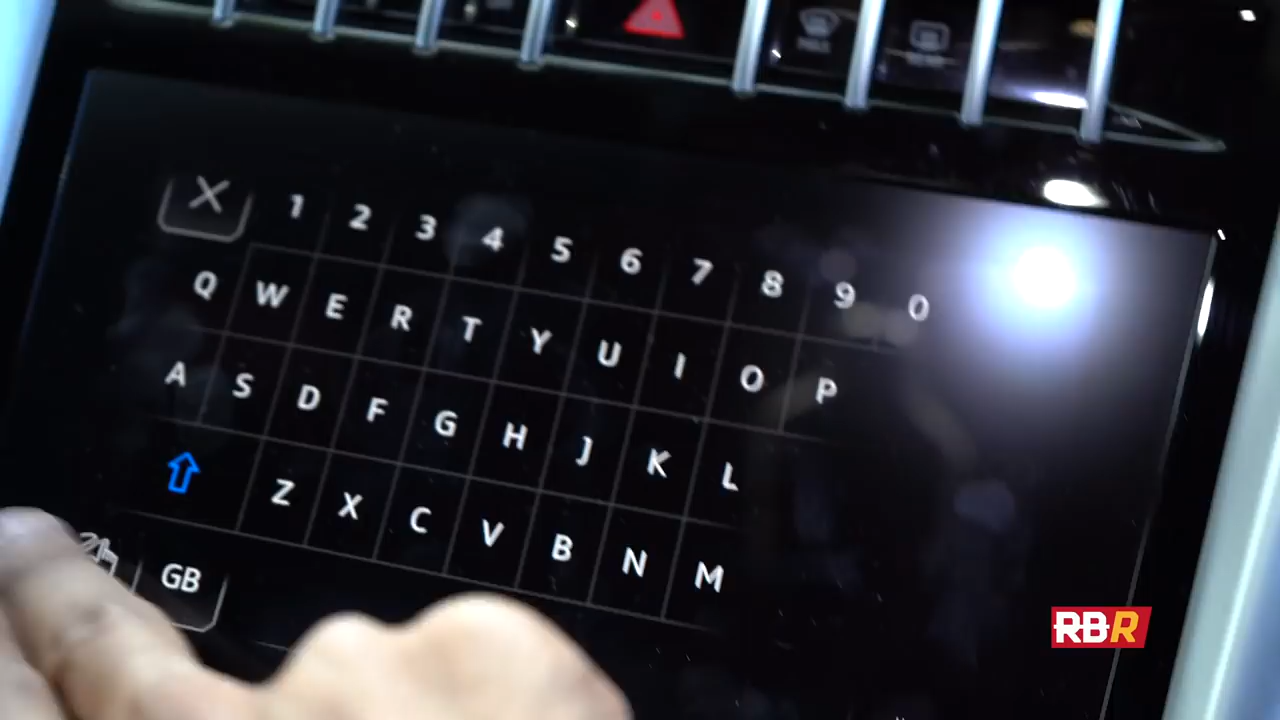 X 1 2 3 4 5 6 7 8 9 0
Q W E R T Y U I O P
A S D F G H J K L
Z X C V B N M
GB
RBR